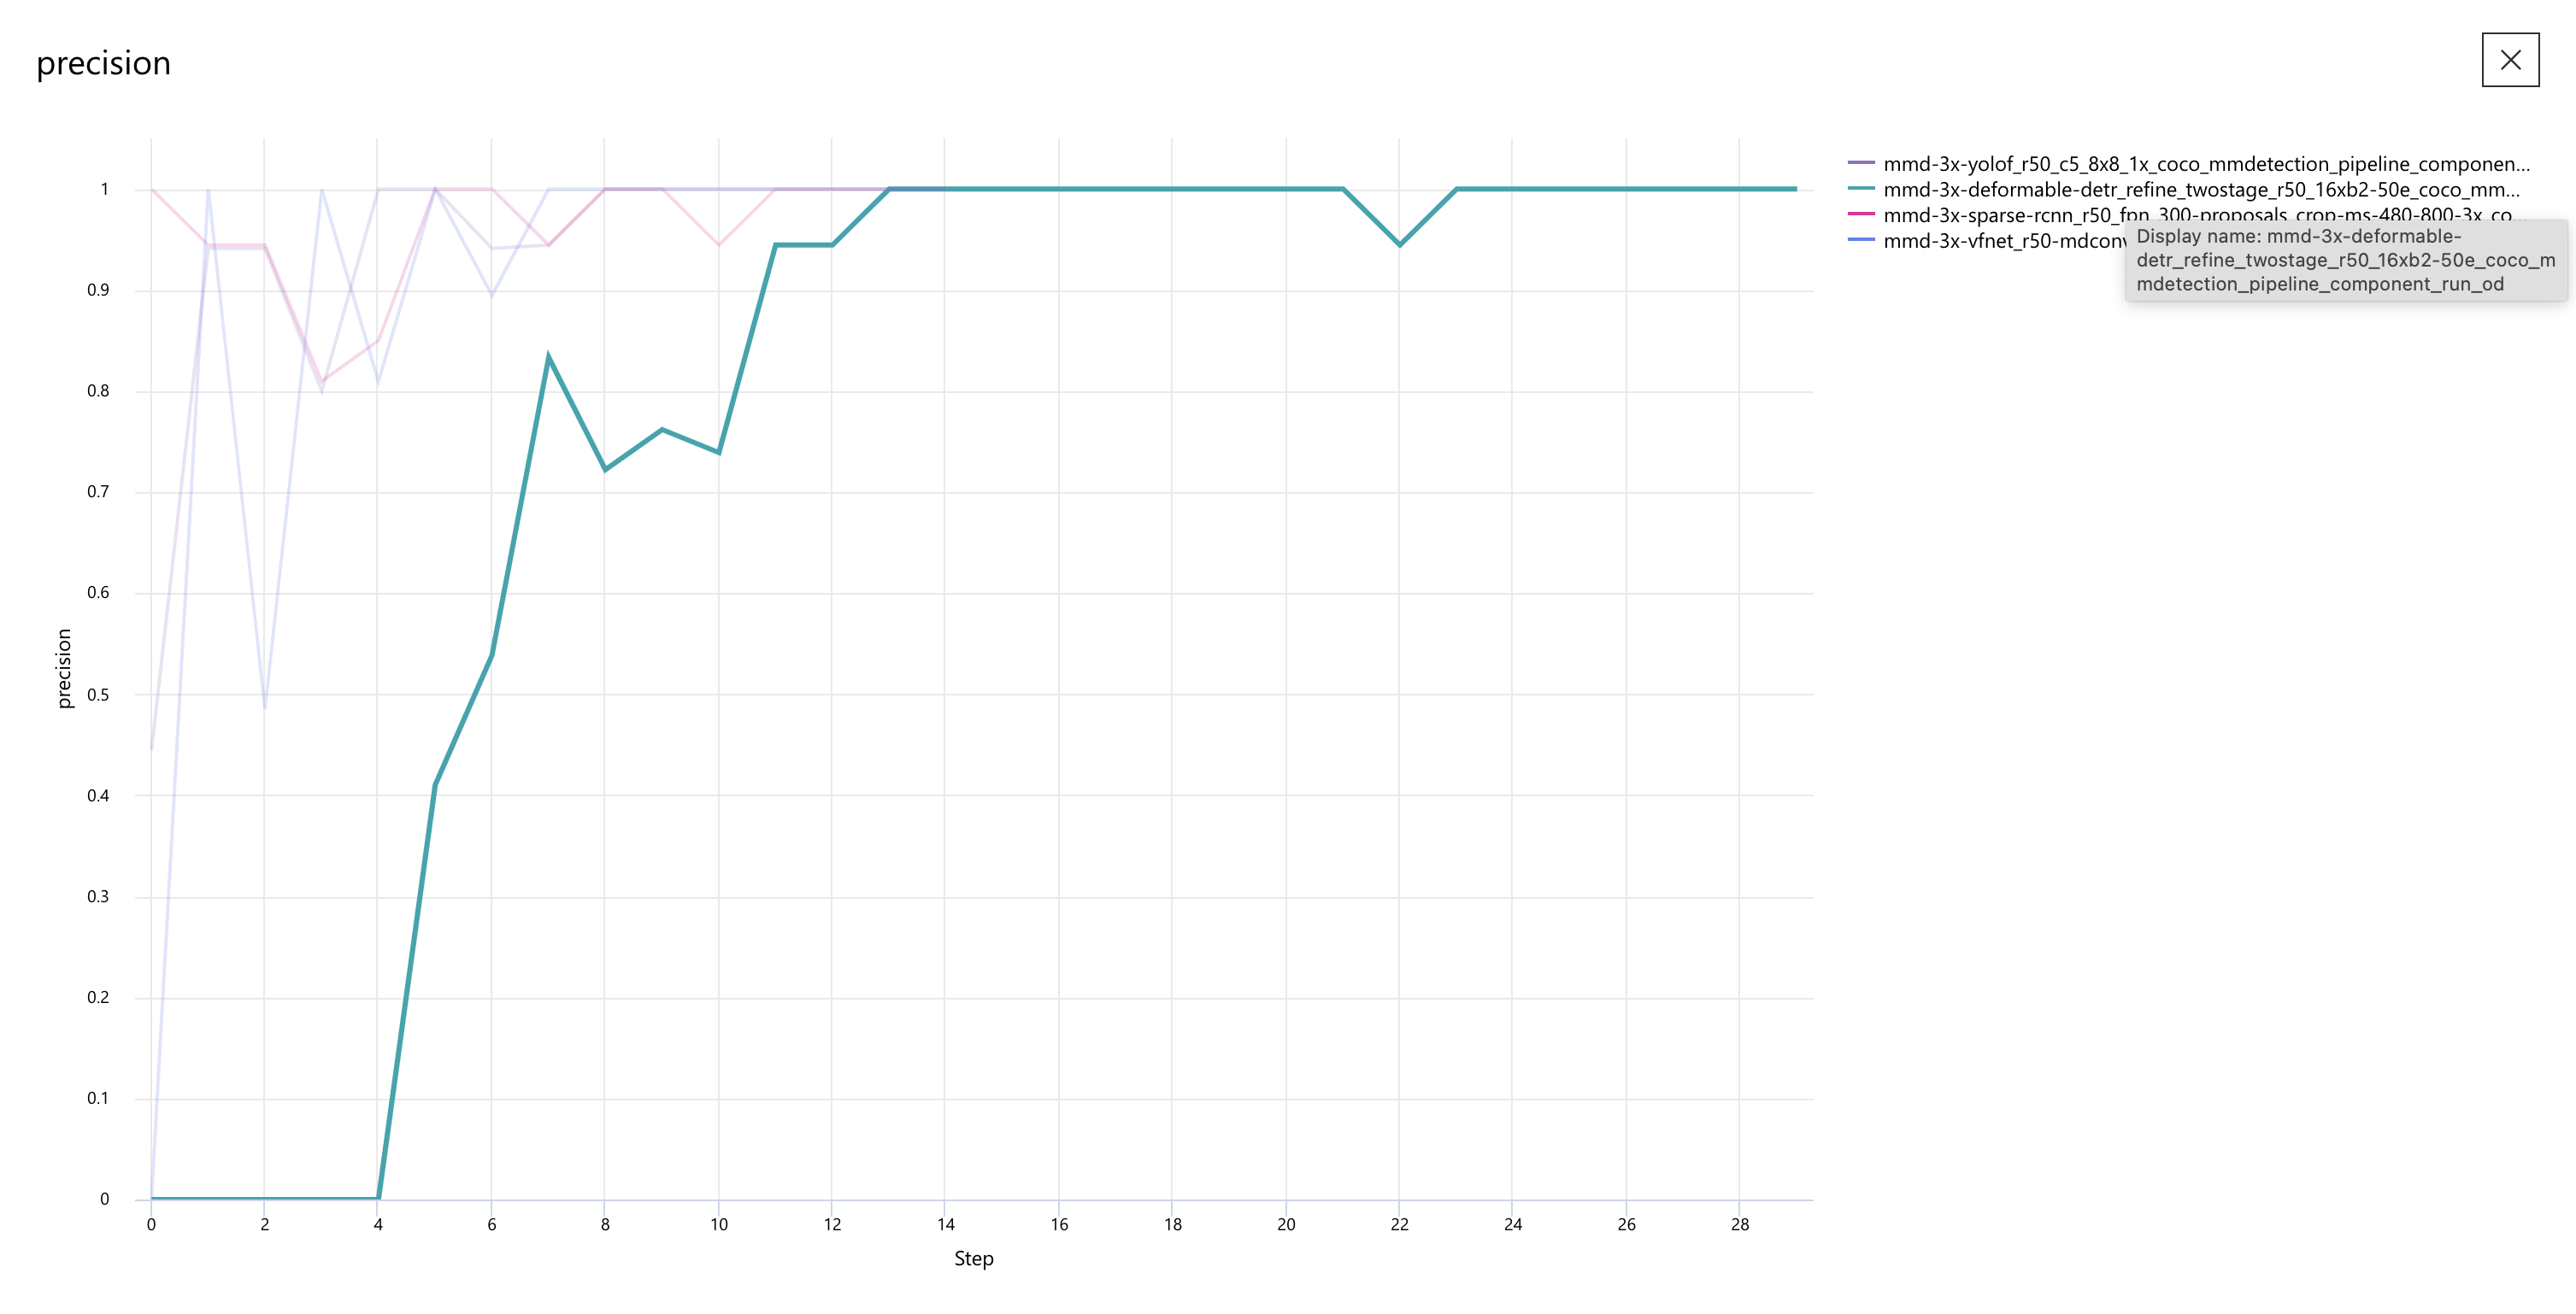 precision
mmd-3x-yolof_r50_c5_8x8_1x_coco_mmdetection_pipeline_componen...
mmd-3x-deformable-detr_refine_twostage_r50_16xb2-50e_coco_mm...
mmd-3x-sparse-rcnn_r50_fpn_300-proposals_crop-ms-480-800-3x_co...
mmd-3x-vfnet_r50-mdconv
Display name: mmd-3x-deformable-
detr_refine_twostage_r50_16xb2-50e_coco_m
mdetection_pipeline_component_run_od
1
0.9
0.8
0.7
0.6
0.5
0.4
0.3
0.2
0.1
0
precision
0 2 4 6 8 10 12 14 16 18 20 22 24 26 28
Step